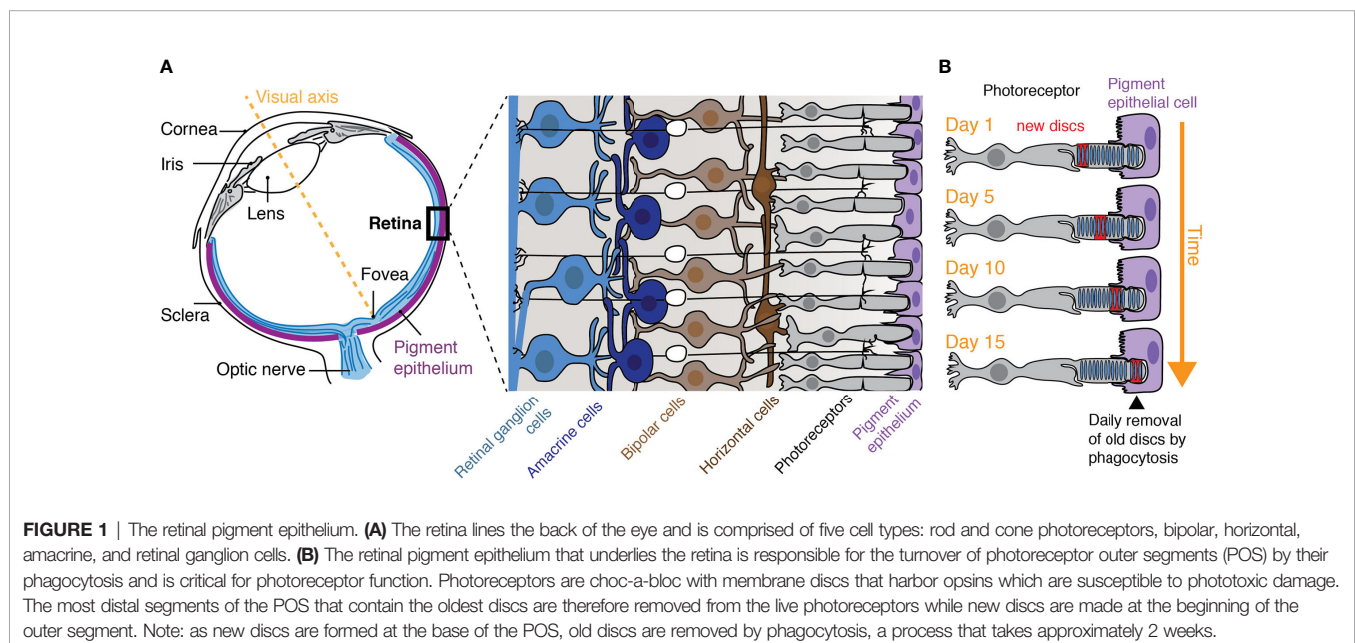 A
Visual axis
Cornea
Iris
Lens
Retina
Fovea
Sclera
Pigment
epithelium
Optic nerve
Retinal ganglion
cells
Amacrine cells
Bipolar cells
Horizontal cells
Photoreceptors
Pigment
epithelium
B
Photoreceptor
Pigment
epithelial cell
Day 1
new discs
Day 5
Day 10
Day 15
Time
Daily removal
of old discs by
phagocytosis
FIGURE 1 | The retinal pigment epithelium. (A) The retina lines the back of the eye and is comprised of five cell types: rod and cone photoreceptors, bipolar, horizontal,
amacrine, and retinal ganglion cells. (B) The retinal pigment epithelium that underlies the retina is responsible for the turnover of photoreceptor outer segments (POS) by their
phagocytosis and is critical for photoreceptor function. Photoreceptors are choc-a-bloc with membrane discs that harbor opsins which are susceptible to phototoxic damage.
The most distal segments of the POS that contain the oldest discs are therefore removed from the live photoreceptors while new discs are made at the beginning of the
outer segment. Note: as new discs are formed at the base of the POS, old discs are removed by phagocytosis, a process that takes approximately 2 weeks.